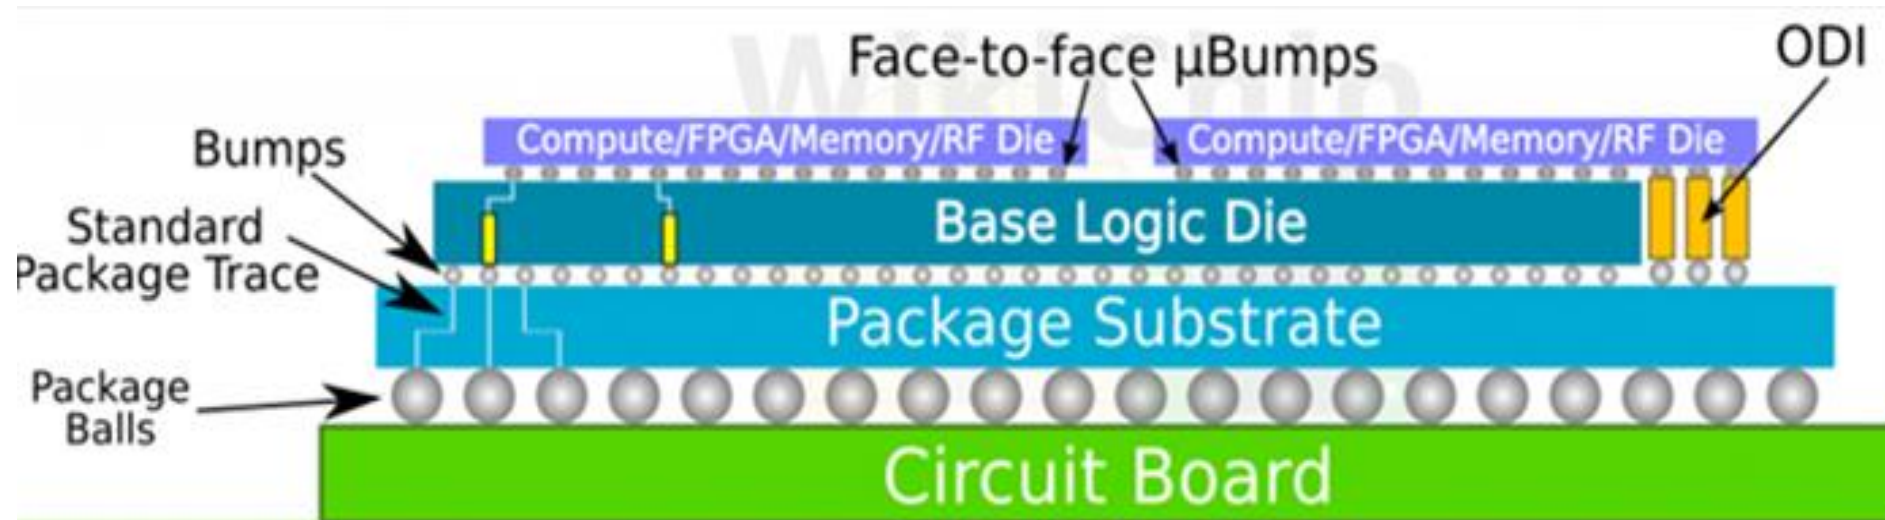 WikiChip
Face-to-face µBumps
ODI
Bumps
Compute/FPGA/Memory/RF Die
Compute/FPGA/Memory/RF Die
Standard
Package Trace
Base Logic Die
Package Substrate
Package
Balls
Circuit Board